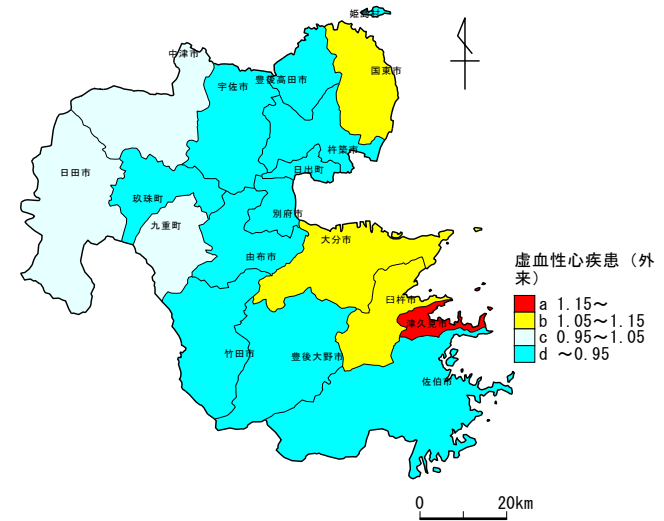 姫島村
中津市
宇佐市
豊後高田市
国東市
杵築市
日出町
日田市
玖珠町
別府市
九重町
大分市
由布市
臼杵市
津久見市
竹田市
豊後大野市
佐伯市
虚血性心疾患（外
来）
a 1.15～
b 1.05～1.15
c 0.95～1.05
d ～0.95
0 20km